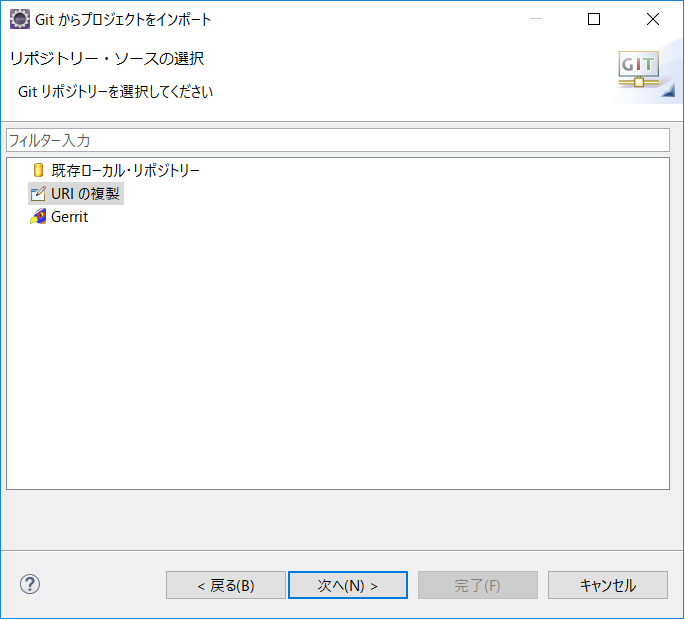 Git からプロジェクトをインポート
リポジトリー・ソースの選択
Git リポジトリーを選択してください
GIT
フィルター入力
既存ローカル・リポジトリー
URI の複製
Gerrit
?
< 戻る(B)
次へ(N) >
完了(F)
キャンセル